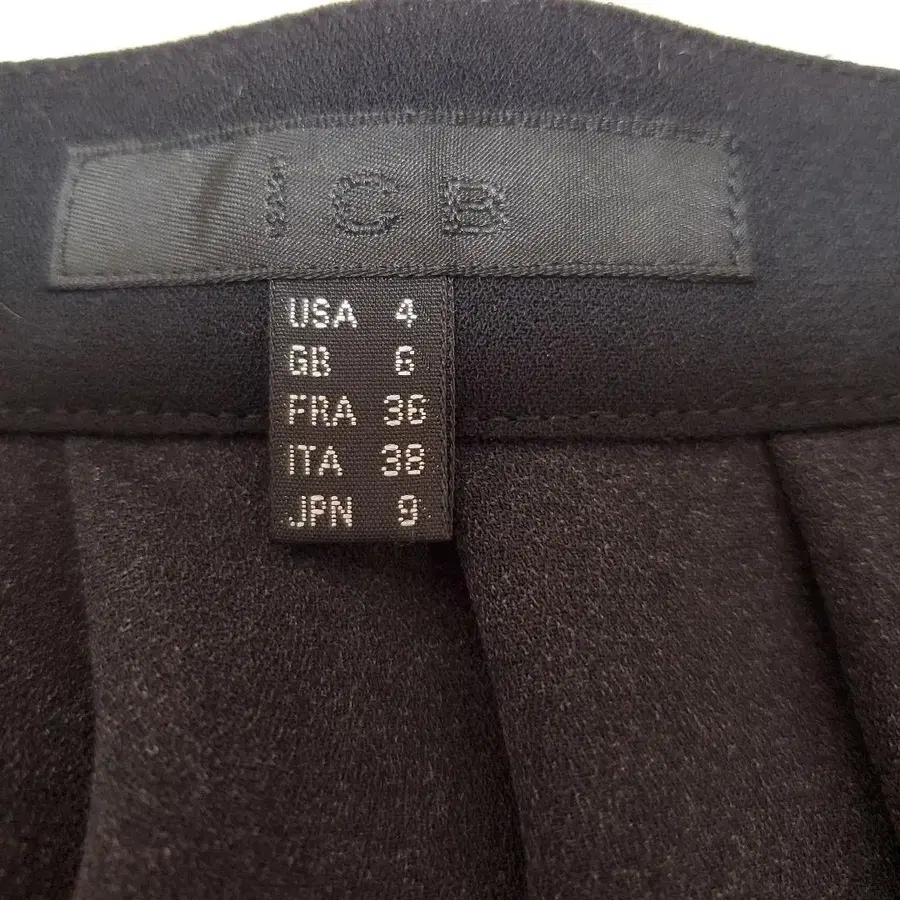 iCB
USA 4
GB 6
FRA 36
ITA 38
JPN 9